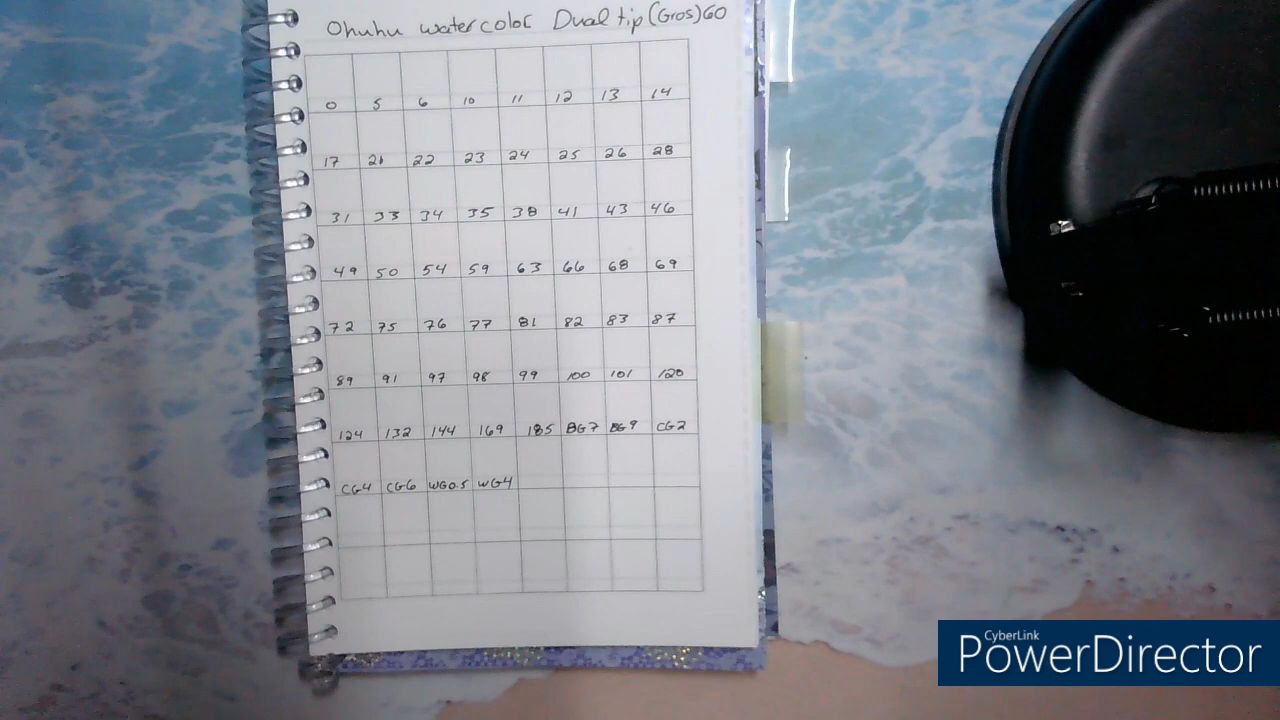 Ohuhu watercolor Dual tip (Gros) 60
0 5 6 10 11 12 13 14
17 21 22 23 24 25 26 28
31 33 34 35 38 41 43 46
49 50 54 59 63 66 68 69
72 75 76 77 81 82 83 87
89 91 97 98 99 100 101 120
124 132 144 169 185 BG7 BG9 CG2
CG4 CG6 WG0.5 WG4
CyberLink
PowerDirector